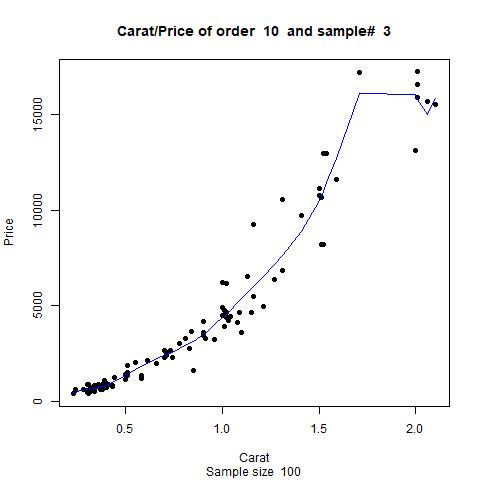 Carat/Price of order 10 and sample# 3
Price
15000
10000
5000
0
0.5 1.0 1.5 2.0
Carat
Sample size 100